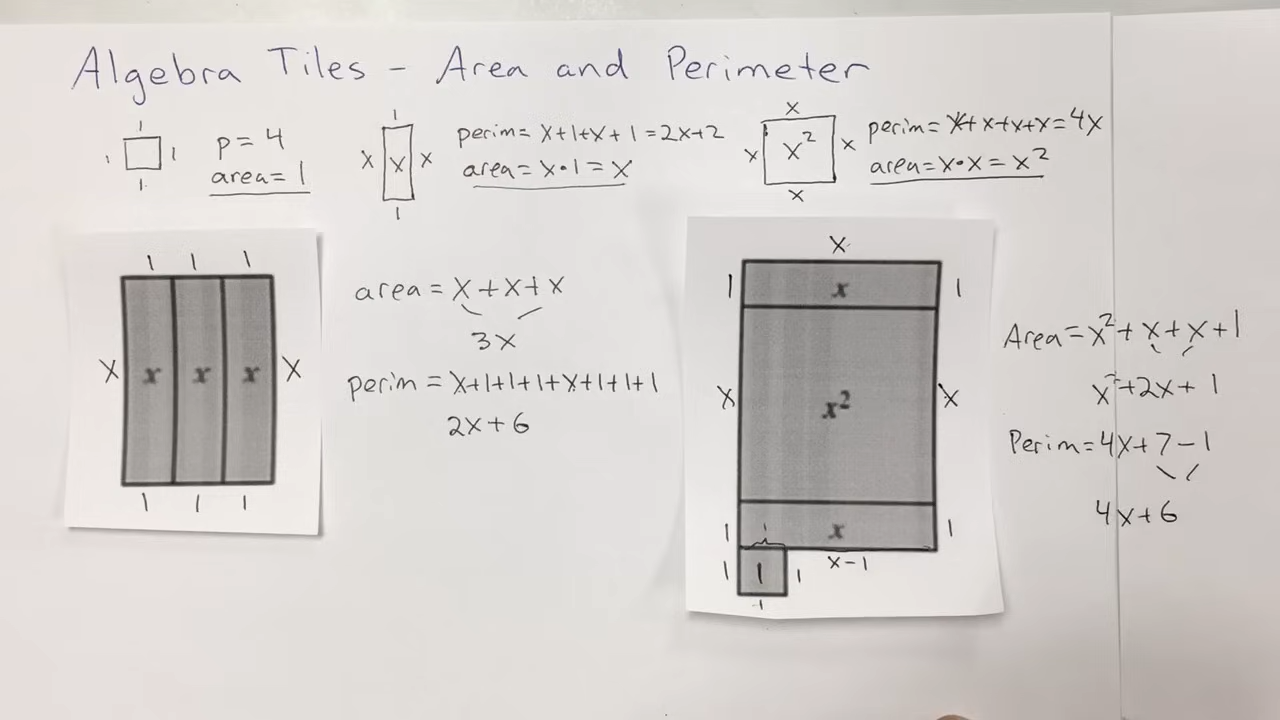 Algebra Tiles - Area and Perimeter
1
1 1
1
p = 4
area = 1
1
x x x
1
perim = x+1+x+1 = 2x+2
area = x·1 = x
x
x x² x
x
perim = x+x+x+x = 4x
area = x·x = x²
1 1 1
x x x x x
1 1 1
area = x+x+x
3x
perim = x+1+1+1+x+1+1+1
2x+6
x
1 x 1
x x² x
1 x 1
1
x-1
1 1 1
1
Area = x²+x+x+1
x²+2x+1
Perim = 4x+7-1
4x+6